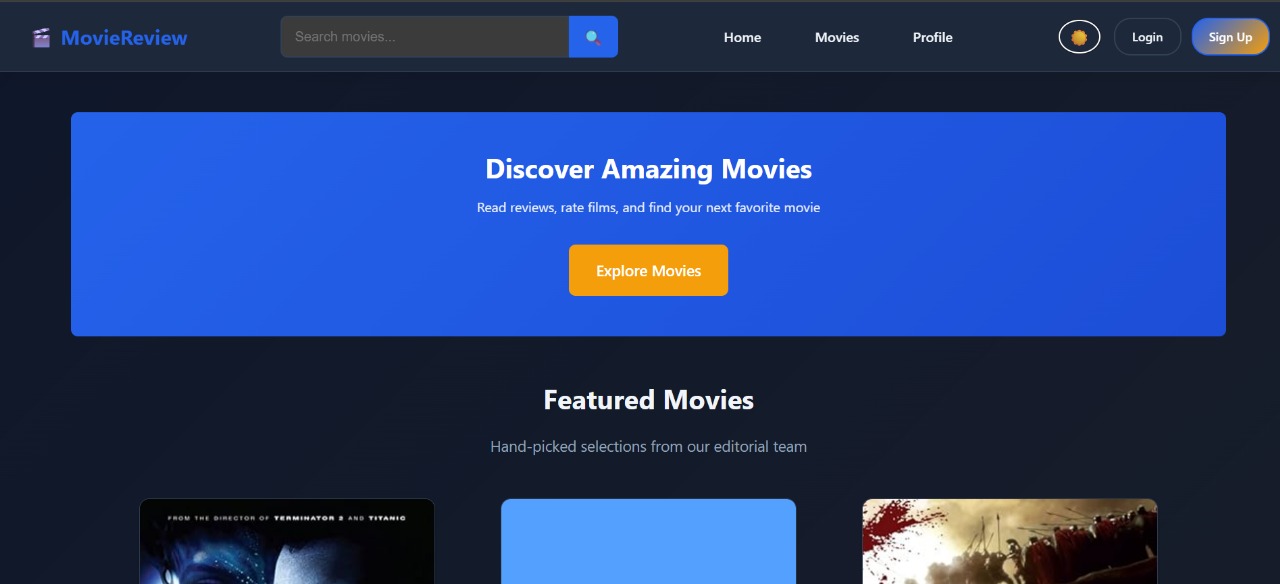 MovieReview
Search movies...
Home
Movies
Profile
Login
Sign Up
Discover Amazing Movies
Read reviews, rate films, and find your next favorite movie
Explore Movies
Featured Movies
Hand-picked selections from our editorial team
FROM THE DIRECTOR OF TERMINATOR 2 AND TITANIC